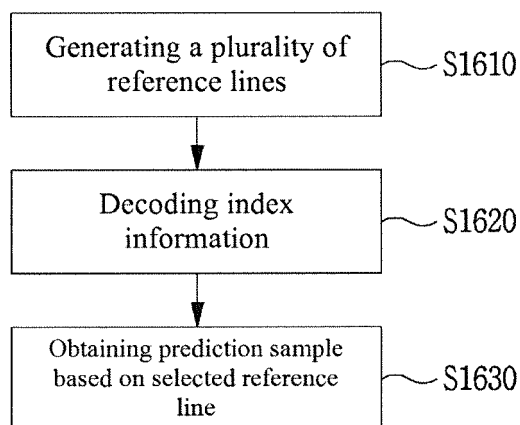 Generating a plurality of
reference lines
S1610
Decoding index
information
S1620
Obtaining prediction sample
based on selected reference
line
S1630